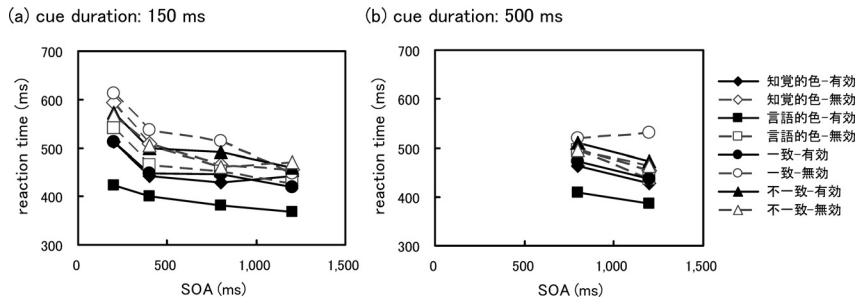 (a) cue duration: 150 ms
(b) cue duration: 500 ms
reaction time (ms)
700
600
500
400
300
0
500
1,000
1,500
SOA (ms)
reaction time (ms)
700
600
500
400
300
0
500
1,000
1,500
SOA (ms)
知覚的色-有効
知覚的色-無効
言語的色-有効
言語的色-無効
一致-有効
一致-無効
不一致-有効
不一致-無効